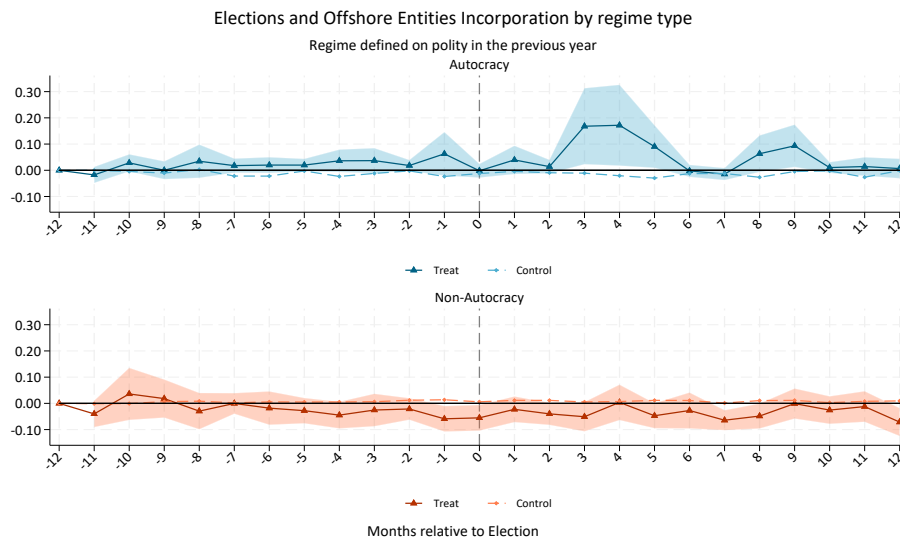 Elections and Offshore Entities Incorporation by regime type
Regime defined on polity in the previous year
Autocracy
0.30
0.20
0.10
0.00
-0.10
-12 -11 -10 -9 -8 -7 -6 -5 -4 -3 -2 -1 0 1 2 3 4 5 6 7 8 9 10 11 12
Treat Control
Non-Autocracy
0.30
0.20
0.10
0.00
-0.10
-12 -11 -10 -9 -8 -7 -6 -5 -4 -3 -2 -1 0 1 2 3 4 5 6 7 8 9 10 11 12
Treat Control
Months relative to Election